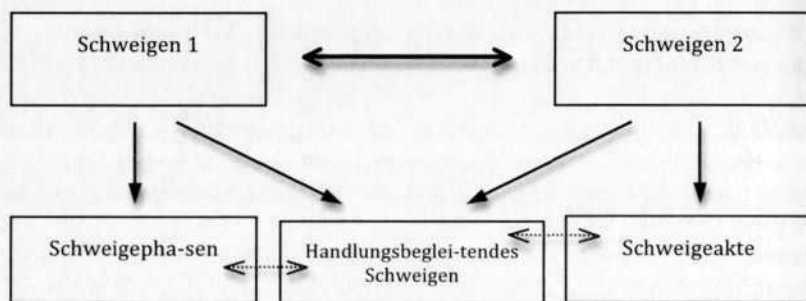 Schweigen 1
Schweigen 2
Schweigepha-sen
Handlungsbeglei-tendes
Schweigen
Schweigeakte